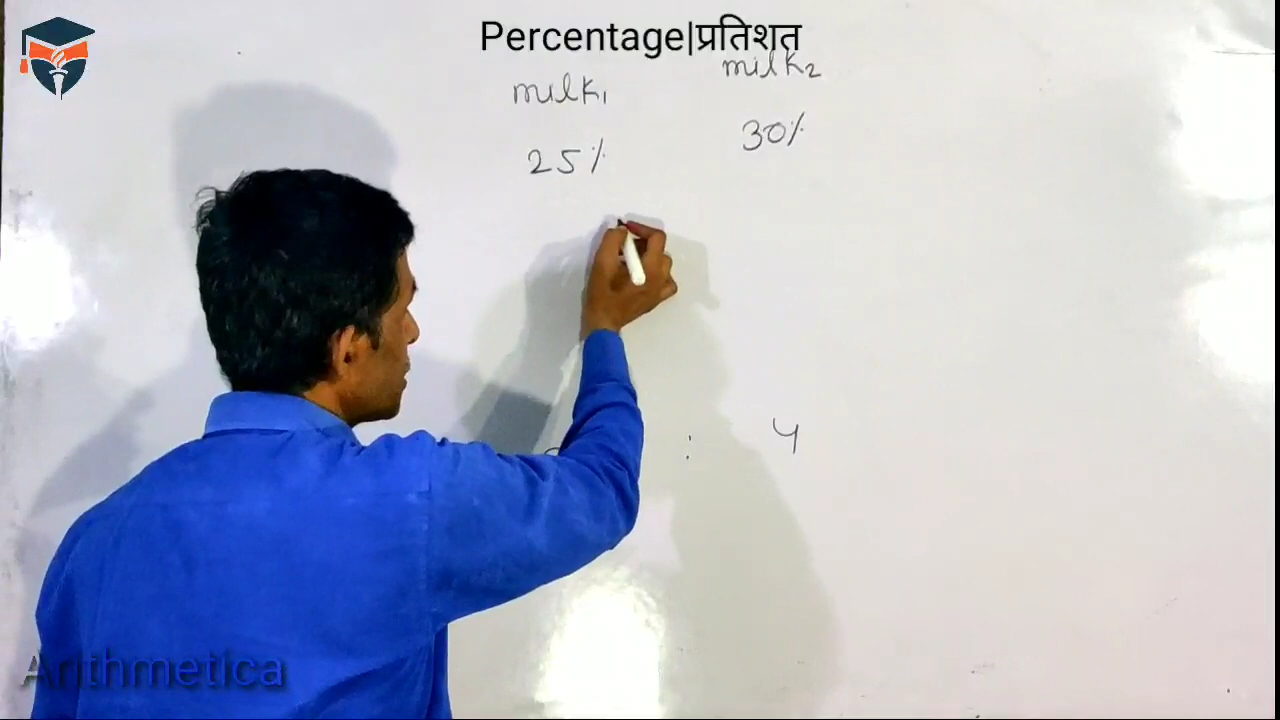 Percentage|प्रतिशत
milk₁ milk₂
25% 30%
: 4
Arithmetica